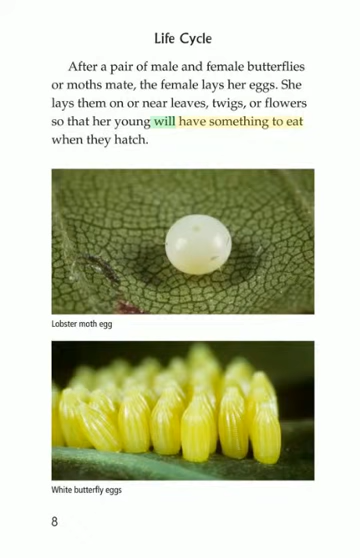 Life Cycle
After a pair of male and female butterflies
or moths mate, the female lays her eggs. She
lays them on or near leaves, twigs, or flowers
so that her young will have something to eat
when they hatch.
Lobster moth egg
White butterfly eggs
8